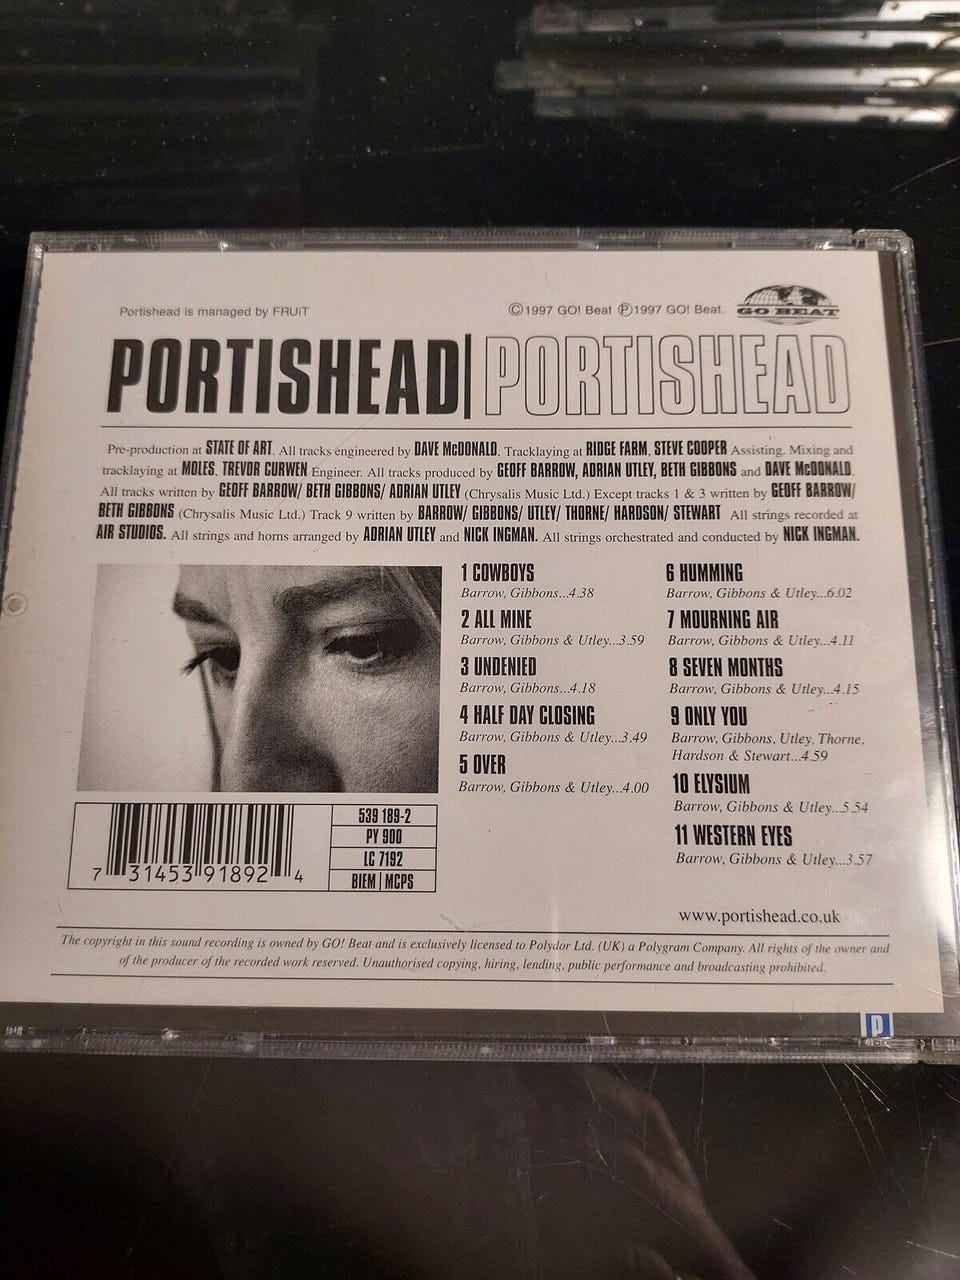 Portishead is managed by FRUiT
©1997 GO! Beat ℗1997 GO! Beat.
GO BEAT
PORTISHEAD| PORTISHEAD
Pre-production at STATE OF ART. All tracks engineered by DAVE McDONALD. Tracklaying at RIDGE FARM, STEVE COOPER Assisting. Mixing and
tracklaying at MOLES, TREVOR CURWEN Engineer. All tracks produced by GEOFF BARROW, ADRIAN UTLEY, BETH GIBBONS and DAVE McDONALD
All tracks written by GEOFF BARROW/ BETH GIBBONS/ ADRIAN UTLEY (Chrysalis Music Ltd.) Except tracks 1 & 3 written by GEOFF BARROW/
BETH GIBBONS (Chrysalis Music Ltd.) Track 9 written by BARROW/ GIBBONS/ UTLEY/ THORNE/ HARDSON/ STEWART All strings recorded at
AIR STUDIOS. All strings and horns arranged by ADRIAN UTLEY and NICK INGMAN. All strings orchestrated and conducted by NICK INGMAN.
1 COWBOYS
Barrow, Gibbons...4.38
2 ALL MINE
Barrow, Gibbons & Utley...3.59
3 UNDENIED
Barrow, Gibbons...4.18
4 HALF DAY CLOSING
Barrow, Gibbons & Utley...3.49
5 OVER
Barrow, Gibbons & Utley...4.00
6 HUMMING
Barrow, Gibbons & Utley...6.02
7 MOURNING AIR
Barrow, Gibbons & Utley...4.11
8 SEVEN MONTHS
Barrow, Gibbons & Utley...4.15
9 ONLY YOU
Barrow, Gibbons, Utley, Thorne,
Hardson & Stewart...4.59
10 ELYSIUM
Barrow, Gibbons & Utley...5.54
11 WESTERN EYES
Barrow, Gibbons & Utley...3.57
7 31453 91892 4
539 189-2
PY 900
LC 7192
BIEM | MCPS
www.portishead.co.uk
The copyright in this sound recording is owned by GO! Beat and is exclusively licensed to Polydor Ltd. (UK) a Polygram Company. All rights of the owner and
of the producer of the recorded work reserved. Unauthorised copying, hiring, lending, public performance and broadcasting prohibited.
P